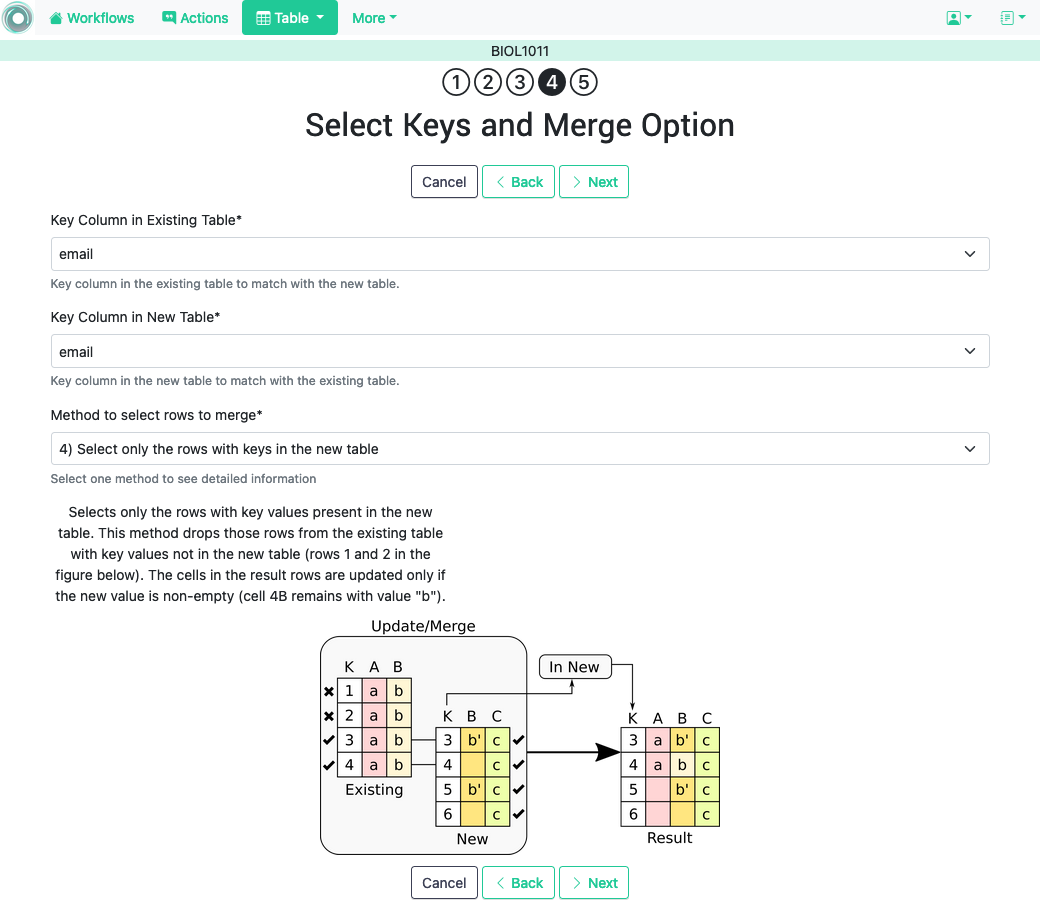 Workflows Actions Table More
BIOL1011
1 2 3 4 5
Select Keys and Merge Option
Cancel Back Next
Key Column in Existing Table*
email
Key column in the existing table to match with the new table.
Key Column in New Table*
email
Key column in the new table to match with the existing table.
Method to select rows to merge*
4) Select only the rows with keys in the new table
Select one method to see detailed information
Selects only the rows with key values present in the new
table. This method drops those rows from the existing table
with key values not in the new table (rows 1 and 2 in the
figure below). The cells in the result rows are updated only if
the new value is non-empty (cell 4B remains with value "b").
Update/Merge
K A B
1 a b
2 a b
3 a b
4 a b
Existing
K B C
3 b' c
4 c
5 b' c
6 c
New
In New
K A B C
3 a b' c
4 a b c
5 b' c
6 c
Result
Cancel Back Next